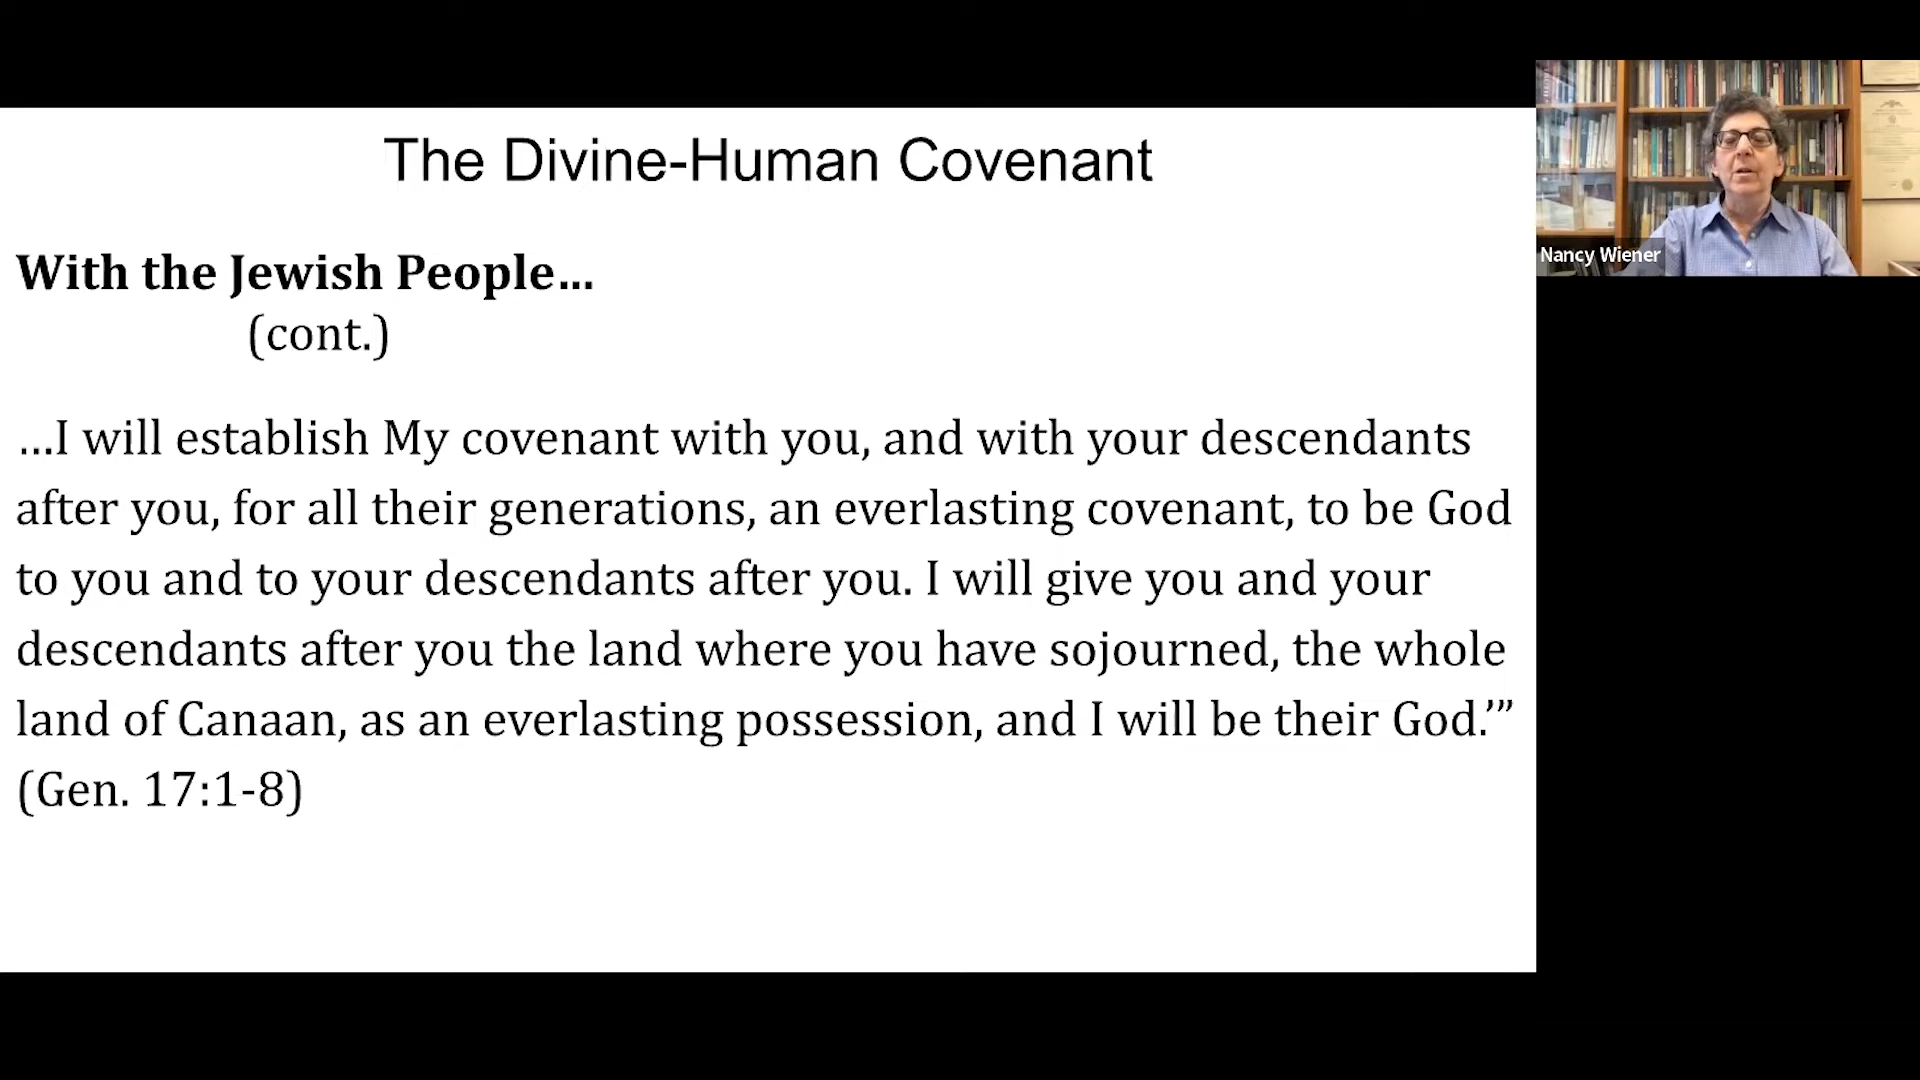 The Divine-Human Covenant
With the Jewish People...
(cont.)
...I will establish My covenant with you, and with your descendants
after you, for all their generations, an everlasting covenant, to be God
to you and to your descendants after you. I will give you and your
descendants after you the land where you have sojourned, the whole
land of Canaan, as an everlasting possession, and I will be their God.’”
(Gen. 17:1-8)
Nancy Wiener